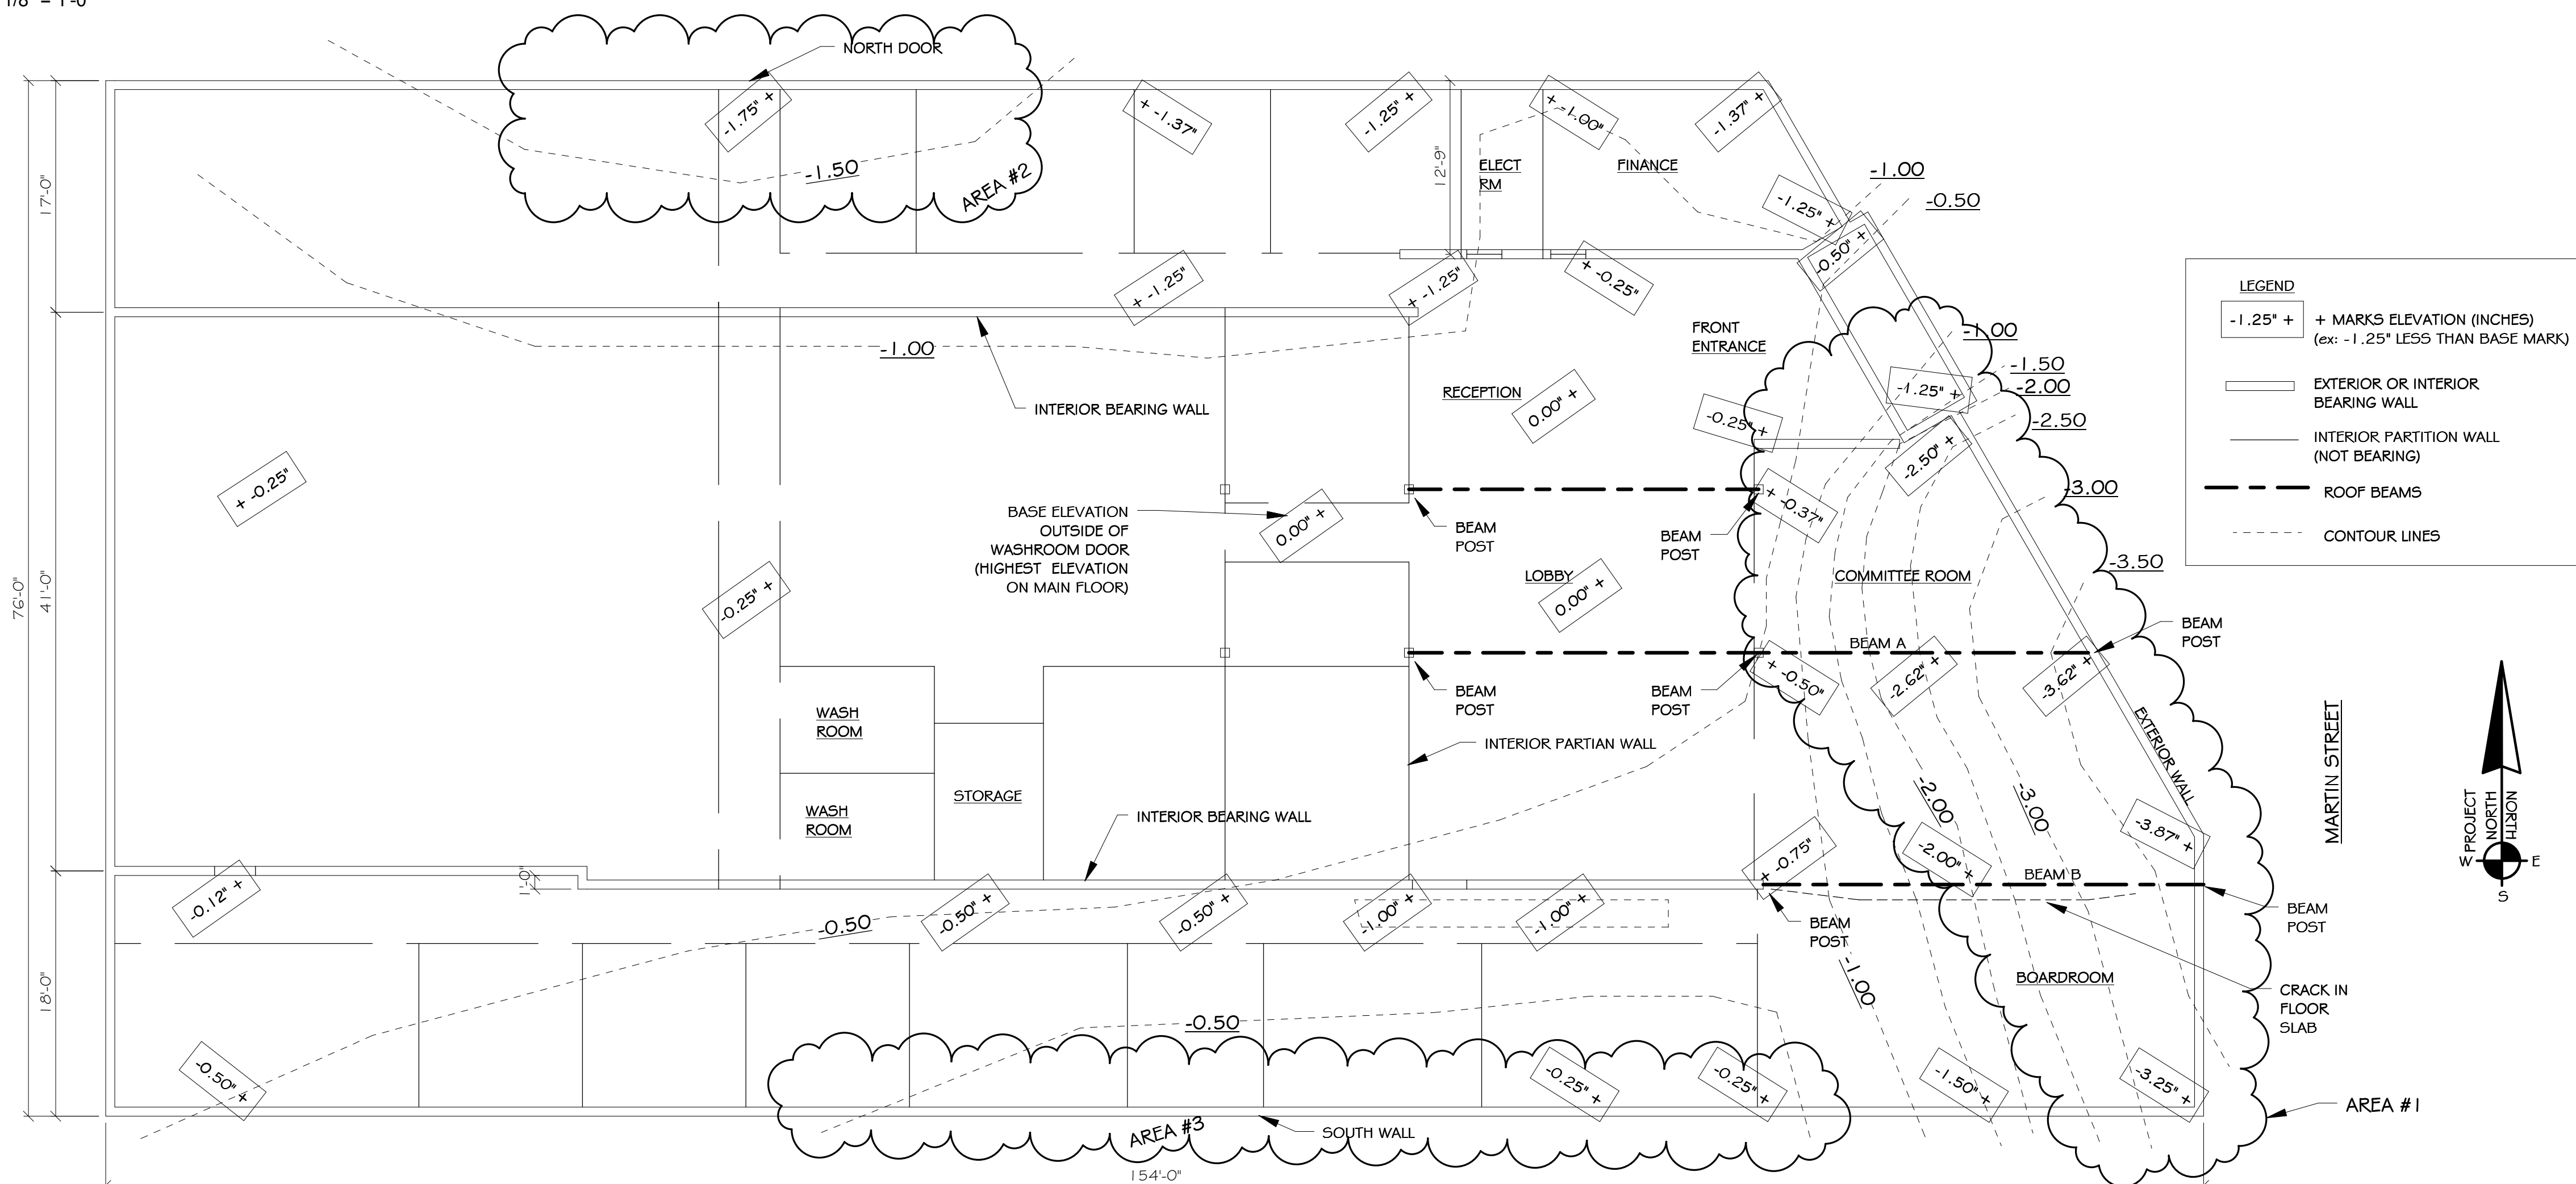 1/8" = 1'-0"
NORTH DOOR
-1.75" +
+ -1.37"
-1.25" +
+ -1.00"
-1.37" +
-1.50
AREA #2
12'-9"
ELECT
RM
FINANCE
17'-0"
-1.00
-0.50
-1.25" +
-0.50" +
+ -1.25"
+ -1.25"
+ -0.25"
LEGEND
-1.25" +
+ MARKS ELEVATION (INCHES)
(ex: -1.25" LESS THAN BASE MARK)
EXTERIOR OR INTERIOR
BEARING WALL
INTERIOR PARTITION WALL
(NOT BEARING)
ROOF BEAMS
CONTOUR LINES
-1.00
FRONT
ENTRANCE
-1.00
-1.50
-2.00
-2.50
INTERIOR BEARING WALL
RECEPTION
0.00" +
-0.25" +
-1.25" +
-2.50" +
+ -0.25"
BASE ELEVATION
OUTSIDE OF
WASHROOM DOOR
(HIGHEST ELEVATION
ON MAIN FLOOR)
0.00" +
BEAM
POST
BEAM
POST
+ -0.37"
-3.00
-3.50
76'-0"
41'-0"
-0.25" +
LOBBY
0.00" +
COMMITTEE ROOM
BEAM A
BEAM
POST
+ -0.50"
-2.62" +
-3.62" +
BEAM
POST
BEAM
POST
WASH
ROOM
INTERIOR PARTIAN WALL
EXTERIOR WALL
MARTIN STREET
PROJECT
NORTH
NORTH
W
E
S
STORAGE
WASH
ROOM
INTERIOR BEARING WALL
-2.00
-3.00
-3.87" +
+ -0.75"
-2.00" +
BEAM B
-0.12" +
1'-0"
-0.50
-0.50" +
-0.50" +
-1.00" +
-1.00" +
BEAM
POST
BEAM
POST
18'-0"
-1.00
BOARDROOM
CRACK IN
FLOOR
SLAB
-0.50
-0.50" +
-0.25" +
-0.25" +
-1.50" +
-3.25" +
AREA #1
AREA #3
SOUTH WALL
154'-0"